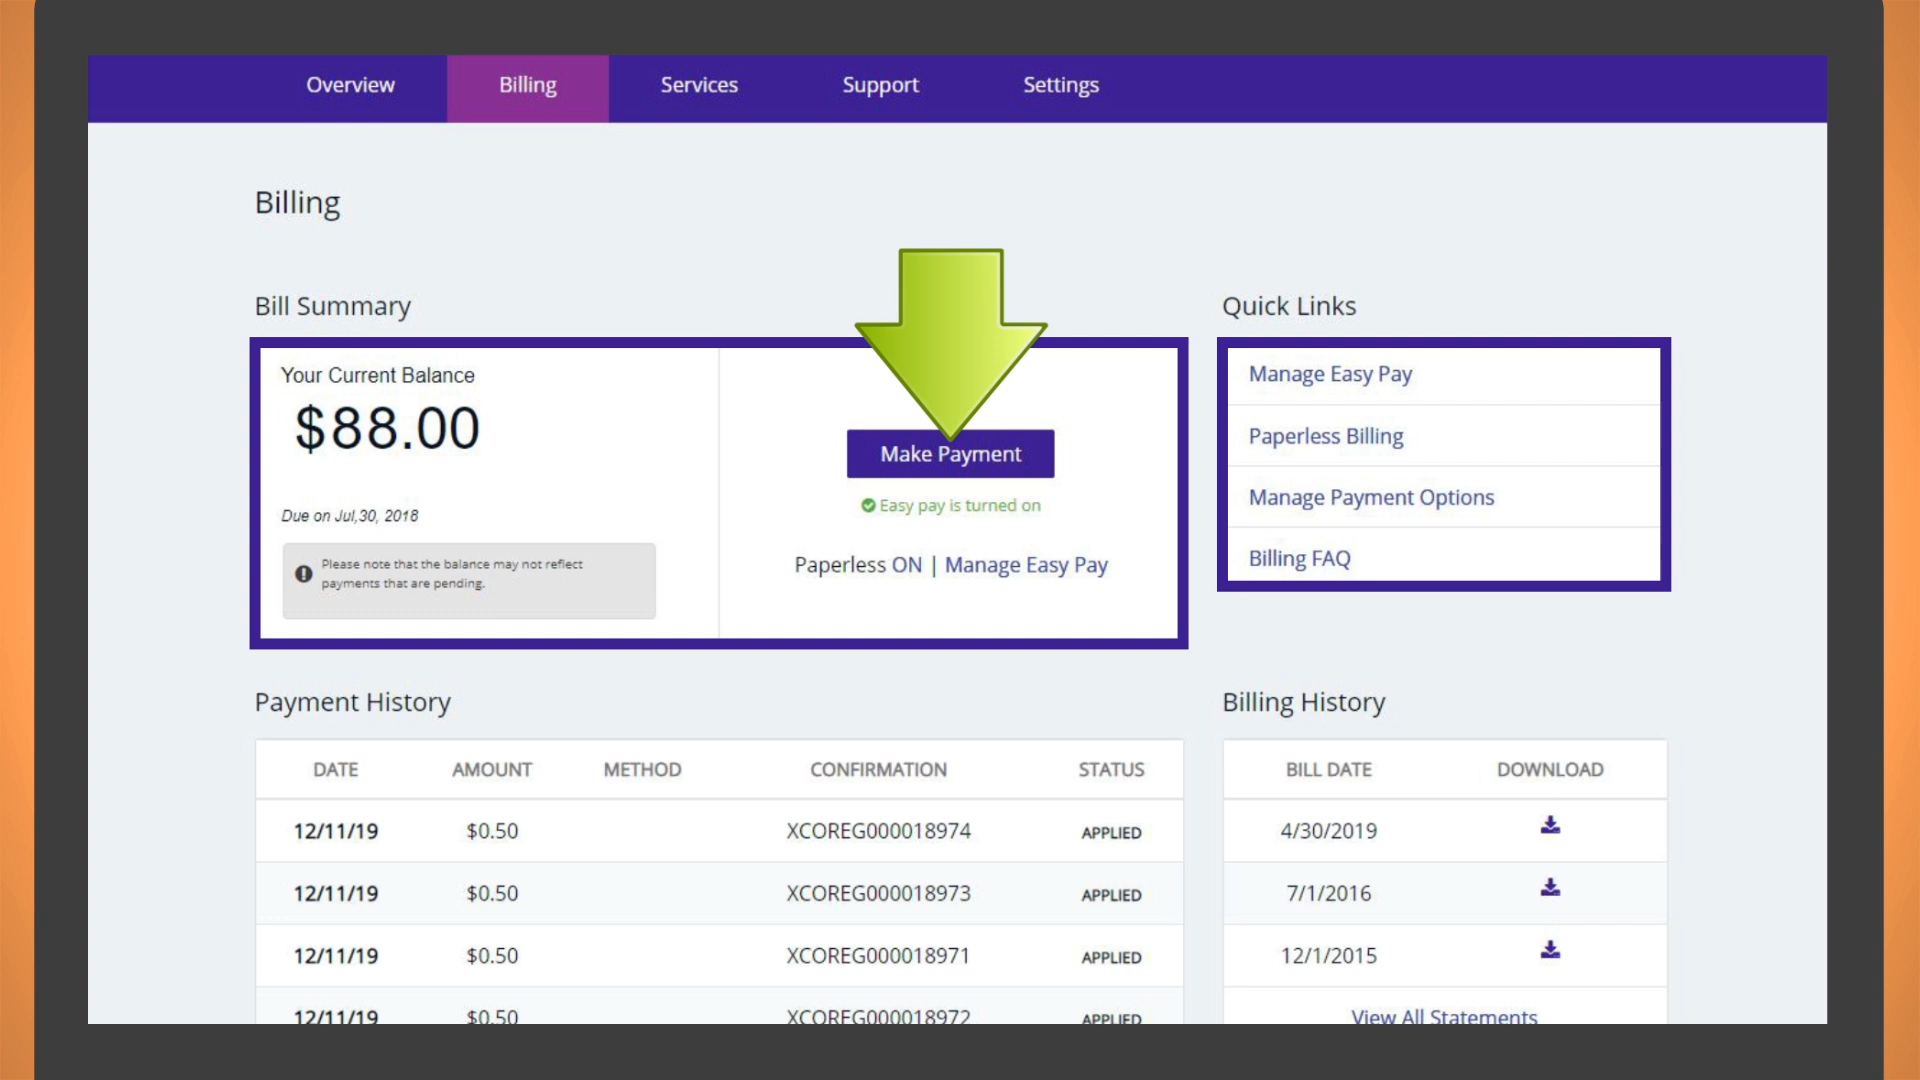 Overview Billing Services Support Settings
Billing
Bill Summary
Your Current Balance
$88.00
Due on Jul,30, 2018
Please note that the balance may not reflect
payments that are pending.
Make Payment
Easy pay is turned on
Paperless ON | Manage Easy Pay
Quick Links
Manage Easy Pay
Paperless Billing
Manage Payment Options
Billing FAQ
Payment History
DATE AMOUNT METHOD CONFIRMATION STATUS
12/11/19 $0.50 XCOREG000018974 APPLIED
12/11/19 $0.50 XCOREG000018973 APPLIED
12/11/19 $0.50 XCOREG000018971 APPLIED
12/11/19 $0.50 XCOREG000018972 APPLIED
Billing History
BILL DATE DOWNLOAD
4/30/2019
7/1/2016
12/1/2015
View All Statements